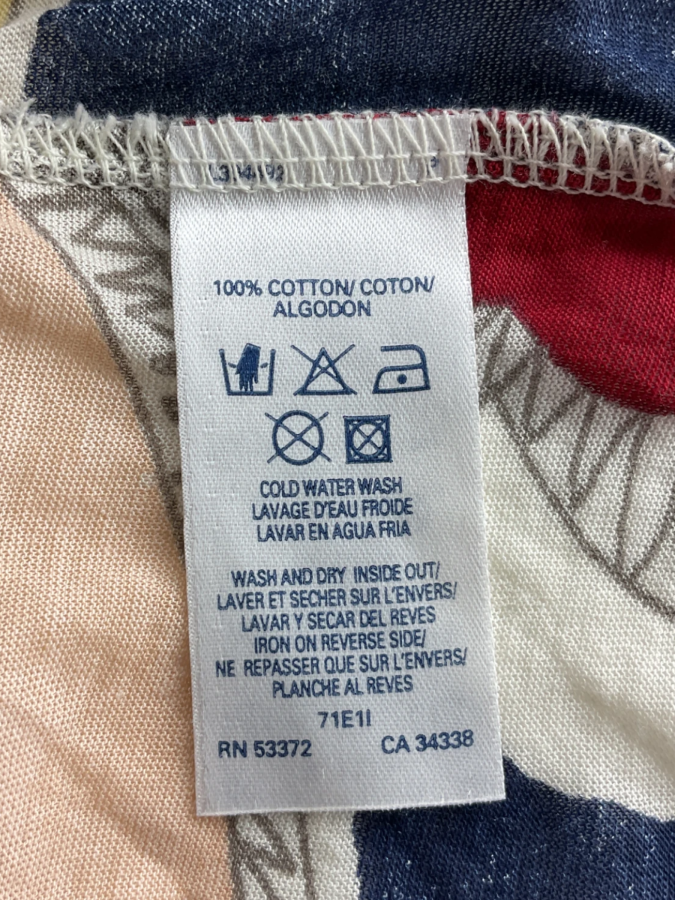 100% COTTON/ COTON/
ALGODON
COLD WATER WASH
LAVAGE D'EAU FROIDE
LAVAR EN AGUA FRIA
WASH AND DRY INSIDE OUT/
LAVER ET SECHER SUR L'ENVERS/
LAVAR Y SECAR DEL REVES
IRON ON REVERSE SIDE/
NE REPASSER QUE SUR L'ENVERS/
PLANCHE AL REVES
71E1I
RN 53372 CA 34338